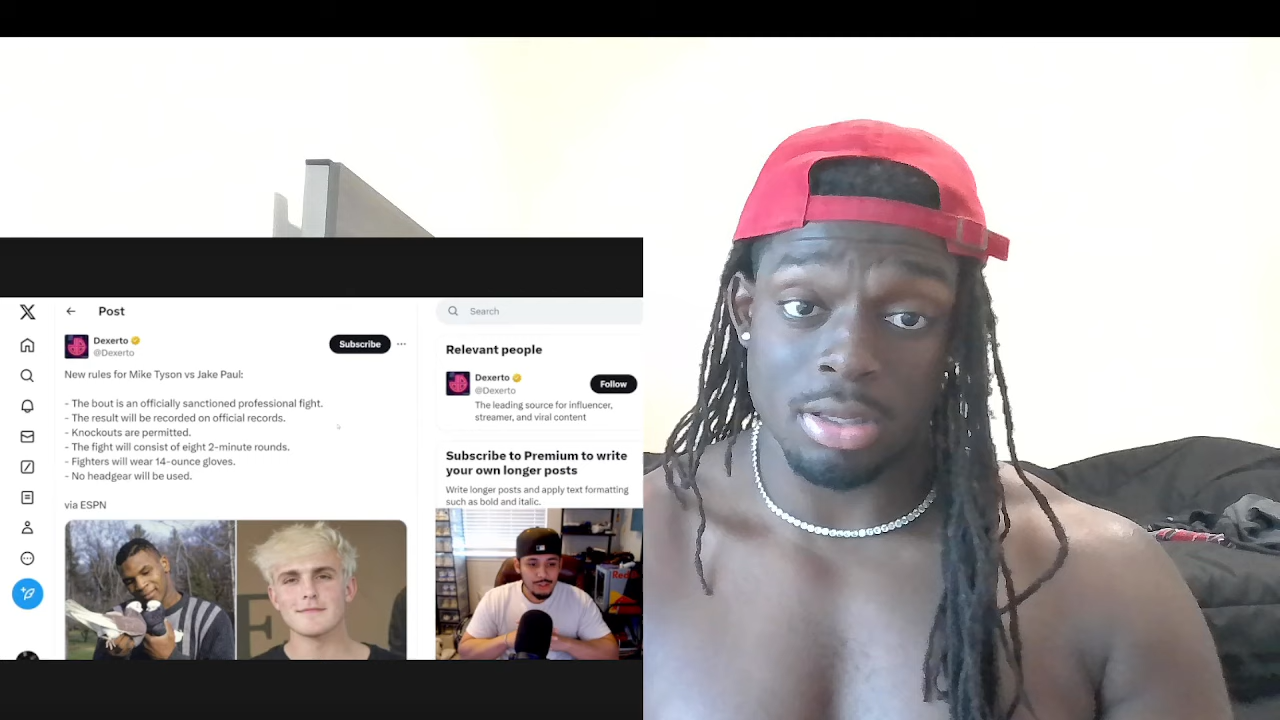 Post
Dexerto
@Dexerto
Subscribe
New rules for Mike Tyson vs Jake Paul:
- The bout is an officially sanctioned professional fight.
- The result will be recorded on official records.
- Knockouts are permitted.
- The fight will consist of eight 2-minute rounds.
- Fighters will wear 14-ounce gloves.
- No headgear will be used.
via ESPN
Search
Relevant people
Dexerto
@Dexerto
Follow
The leading source for influencer,
streamer, and viral content
Subscribe to Premium to write
your own longer posts
Write longer posts and apply text formatting
such as bold and italic.